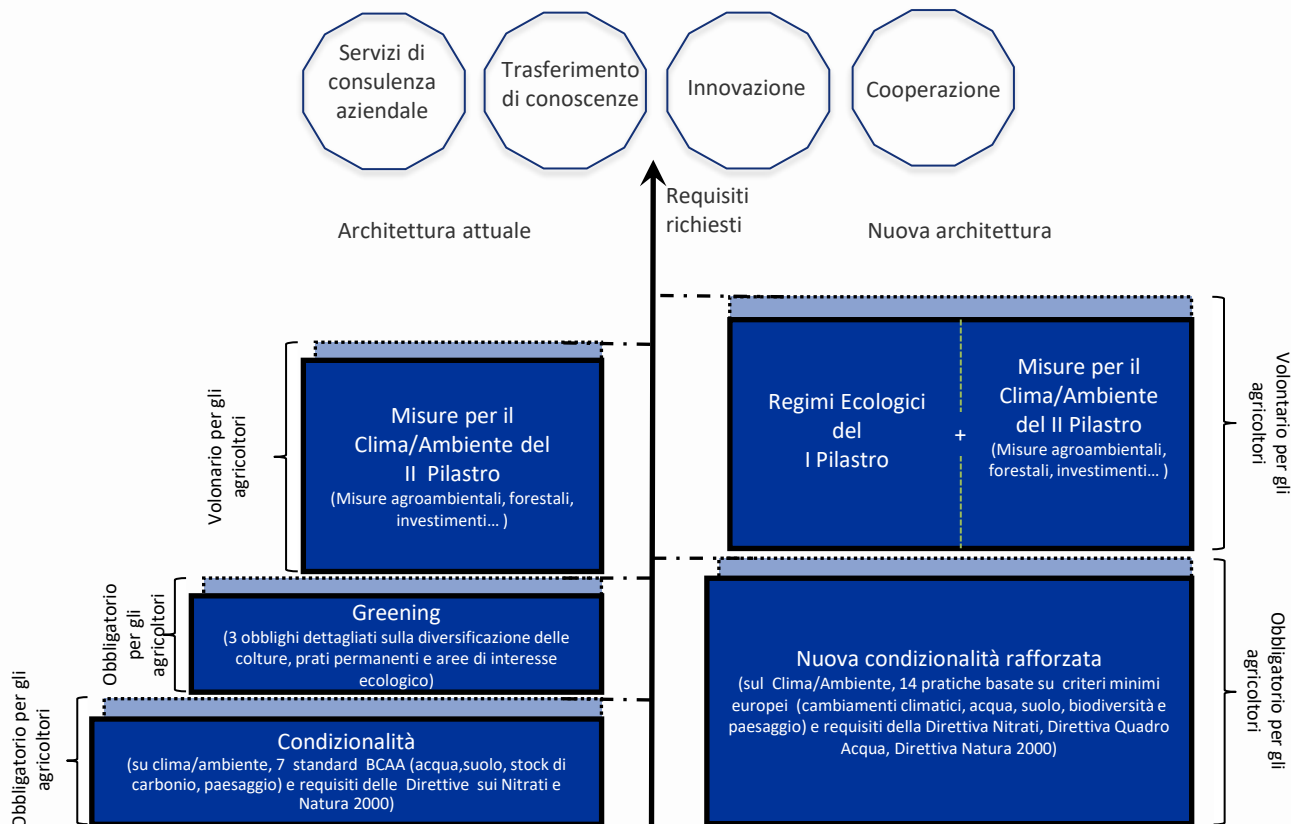 Servizi di
consulenza
aziendale
Trasferimento
di conoscenze
Innovazione
Cooperazione
Requisiti
richiesti
Architettura attuale
Nuova architettura
Volonario per gli
agricoltori
Misure per il
Clima/Ambiente del
II Pilastro
(Misure agroambientali, forestali,
investimenti... )
Obbligatorio
per gli
agricoltori
Greening
(3 obblighi dettagliati sulla diversificazione delle
colture, prati permanenti e aree di interesse
ecologico)
Obbligatorio per gli
agricoltori
Condizionalità
(su clima/ambiente, 7 standard BCAA (acqua,suolo, stock di
carbonio, paesaggio) e requisiti delle Direttive sui Nitrati e
Natura 2000)
Regimi Ecologici
del
I Pilastro
+
Misure per il
Clima/Ambiente
del II Pilastro
(Misure agroambientali,
forestali, investimenti... )
Volontario per gli
agricoltori
Nuova condizionalità rafforzata
(sul Clima/Ambiente, 14 pratiche basate su criteri minimi
europei (cambiamenti climatici, acqua, suolo, biodiversità e
paesaggio) e requisiti della Direttiva Nitrati, Direttiva Quadro
Acqua, Direttiva Natura 2000)
Obbligatorio per gli
agricoltori